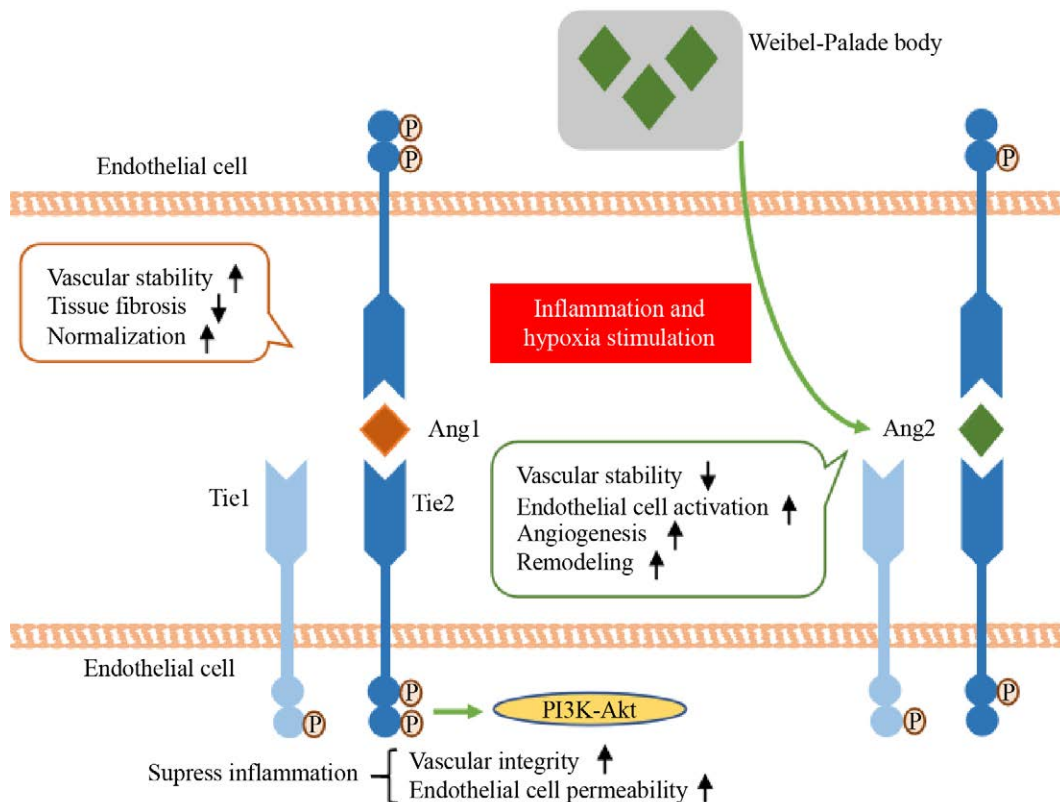 Weibel-Palade body
P
P
P
Endothelial cell
Vascular stability ↑
Tissue fibrosis ↓
Normalization ↑
Inflammation and
hypoxia stimulation
Ang1
Ang2
Tie1
Tie2
Vascular stability ↓
Endothelial cell activation ↑
Angiogenesis ↑
Remodeling ↑
Endothelial cell
P
P
P
P
P
PI3K-Akt
Supress inflammation
Vascular integrity ↑
Endothelial cell permeability ↑